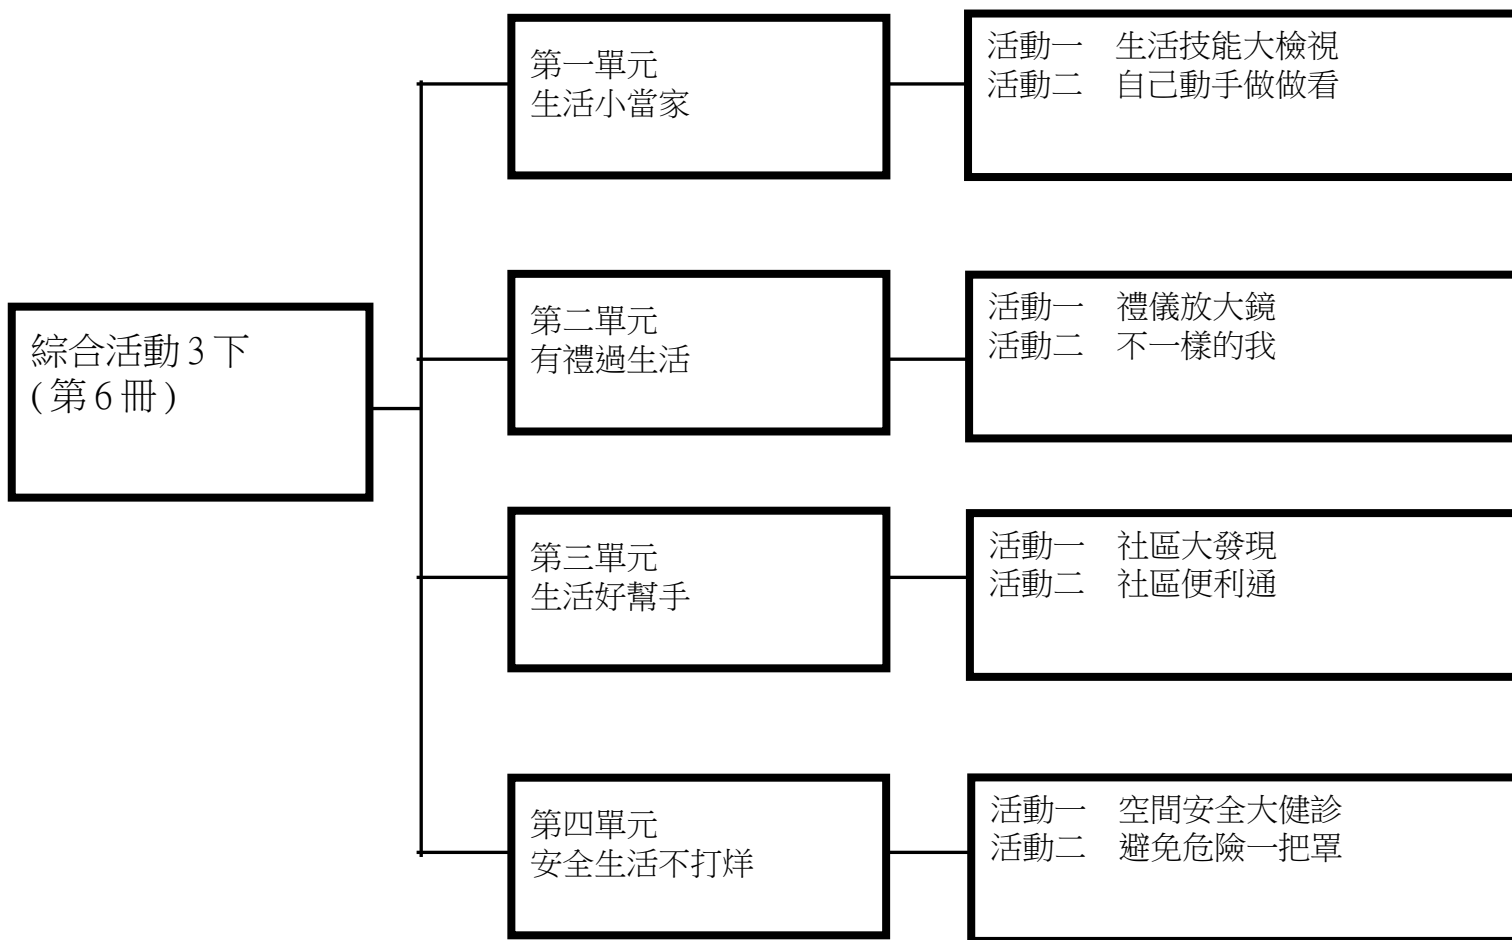 綜合活動3下
(第6冊)
第一單元
生活小當家
活動一　生活技能大檢視
活動二　自己動手做做看
第二單元
有禮過生活
活動一　禮儀放大鏡
活動二　不一樣的我
第三單元
生活好幫手
活動一　社區大發現
活動二　社區便利通
第四單元
安全生活不打烊
活動一　空間安全大健診
活動二　避免危險一把罩